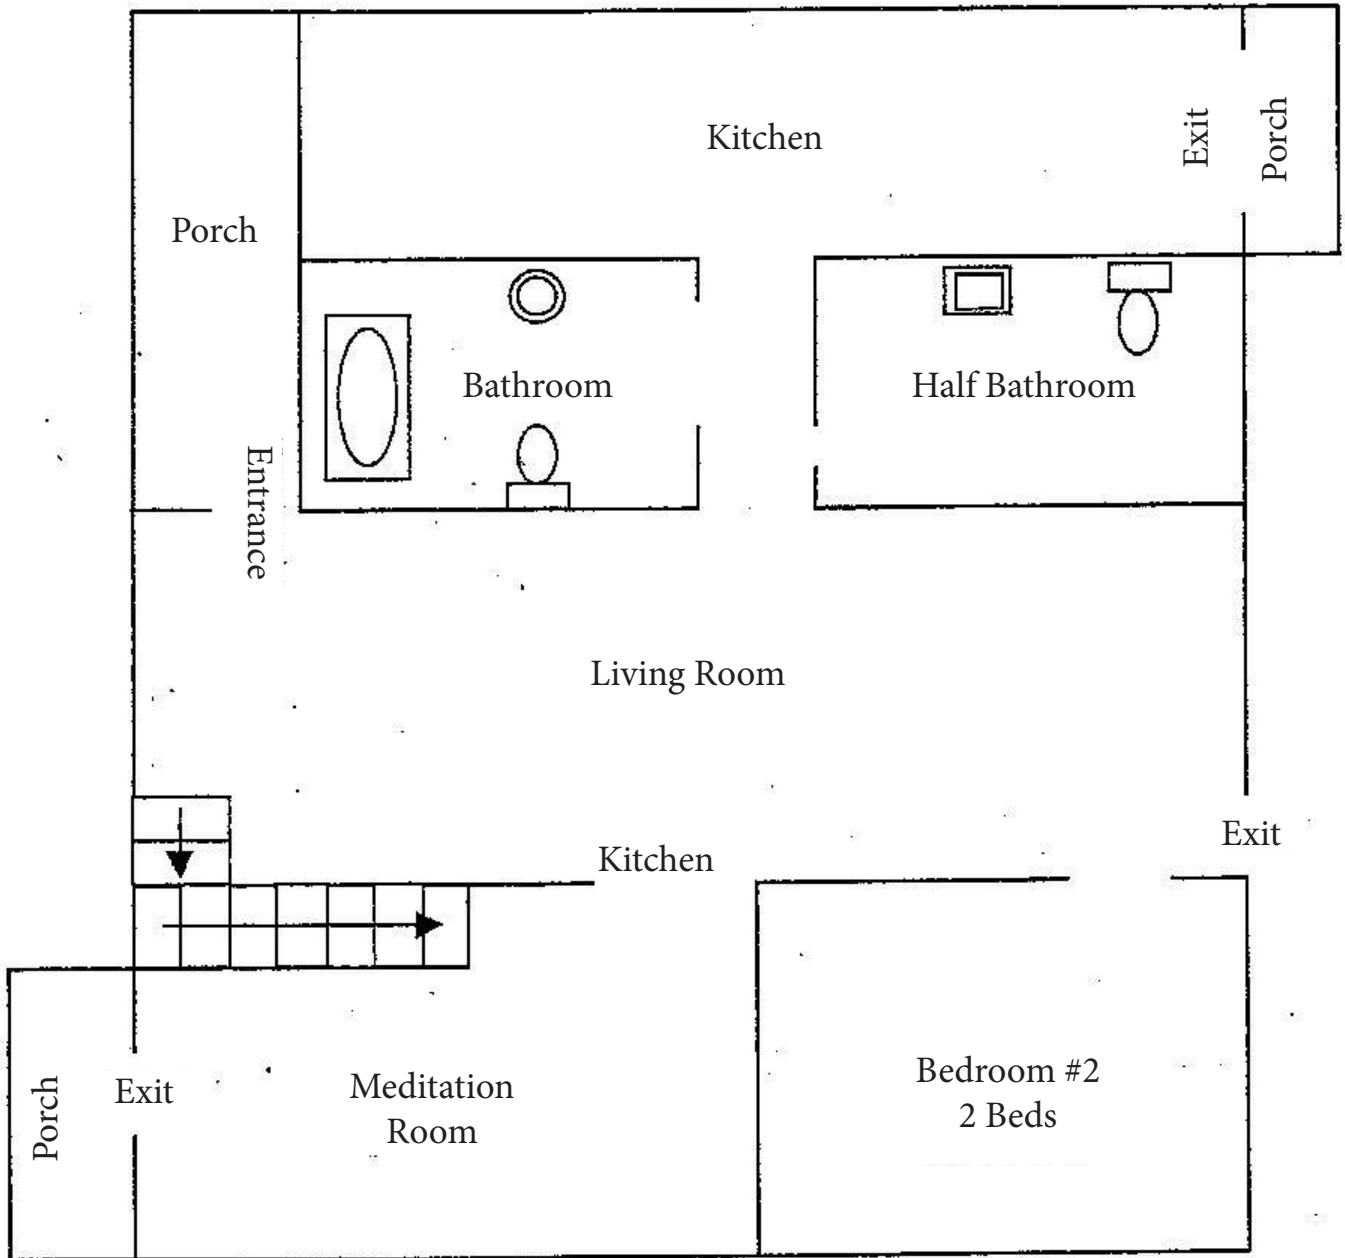 Kitchen
Exit
Porch
Porch
Bathroom
Half Bathroom
Entrance
Living Room
Kitchen
Exit
Porch
Exit
Meditation
Room
Bedroom #2
2 Beds